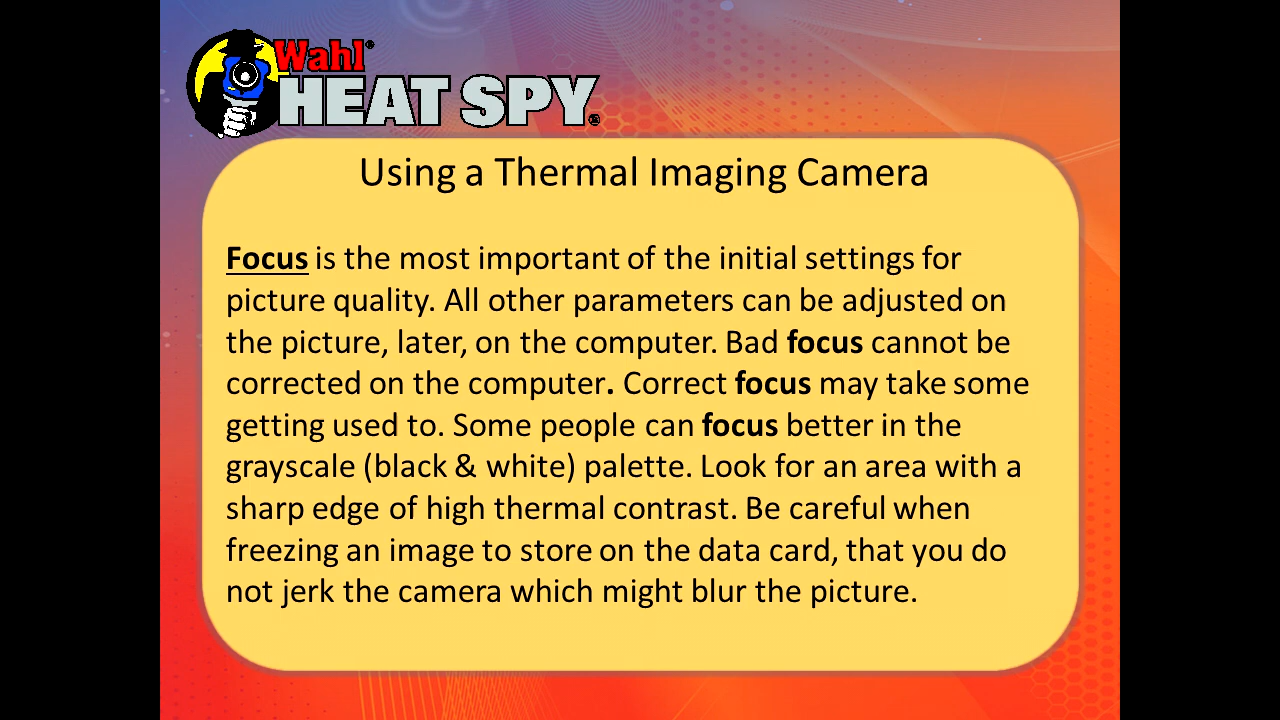 Wahl®
HEAT SPY®
Using a Thermal Imaging Camera
Focus is the most important of the initial settings for
picture quality. All other parameters can be adjusted on
the picture, later, on the computer. Bad focus cannot be
corrected on the computer. Correct focus may take some
getting used to. Some people can focus better in the
grayscale (black & white) palette. Look for an area with a
sharp edge of high thermal contrast. Be careful when
freezing an image to store on the data card, that you do
not jerk the camera which might blur the picture.